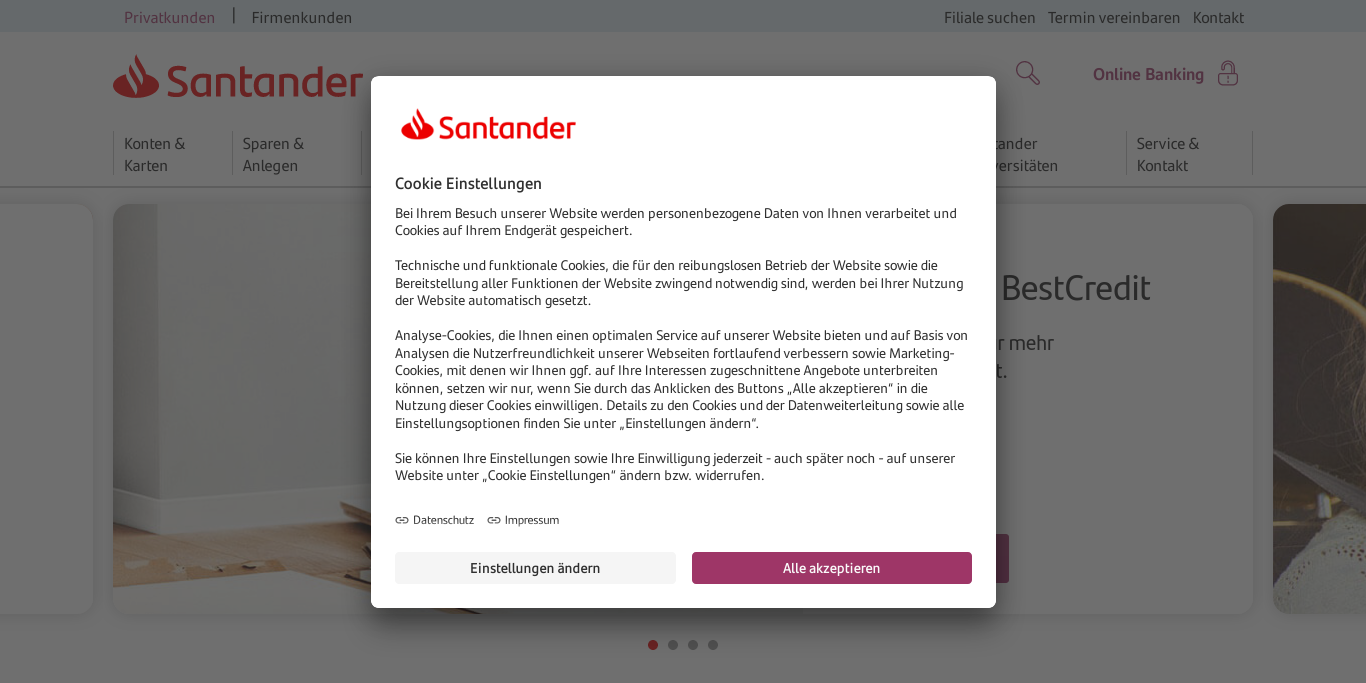 Privatkunden | Firmenkunden
Filiale suchen Termin vereinbaren Kontakt
Santander
Online Banking
Konten &
Karten
Sparen &
Anlegen
Service &
Kontakt
BestCredit
mehr
Santander
Cookie Einstellungen
Bei Ihrem Besuch unserer Website werden personenbezogene Daten von Ihnen verarbeitet und
Cookies auf Ihrem Endgerät gespeichert.
Technische und funktionale Cookies, die für den reibungslosen Betrieb der Website sowie die
Bereitstellung aller Funktionen der Website zwingend notwendig sind, werden bei Ihrer Nutzung
der Website automatisch gesetzt.
Analyse-Cookies, die Ihnen einen optimalen Service auf unserer Website bieten und auf Basis von
Analysen die Nutzerfreundlichkeit unserer Webseiten fortlaufend verbessern sowie Marketing-
Cookies, mit denen wir Ihnen ggf. auf Ihre Interessen zugeschnittene Angebote unterbreiten
können, setzen wir nur, wenn Sie durch das Anklicken des Buttons „Alle akzeptieren“ in die
Nutzung dieser Cookies einwilligen. Details zu den Cookies und der Datenweiterleitung sowie alle
Einstellungsoptionen finden Sie unter „Einstellungen ändern“.
Sie können Ihre Einstellungen sowie Ihre Einwilligung jederzeit - auch später noch - auf unserer
Website unter „Cookie Einstellungen“ ändern bzw. widerrufen.
Datenschutz Impressum
Einstellungen ändern Alle akzeptieren